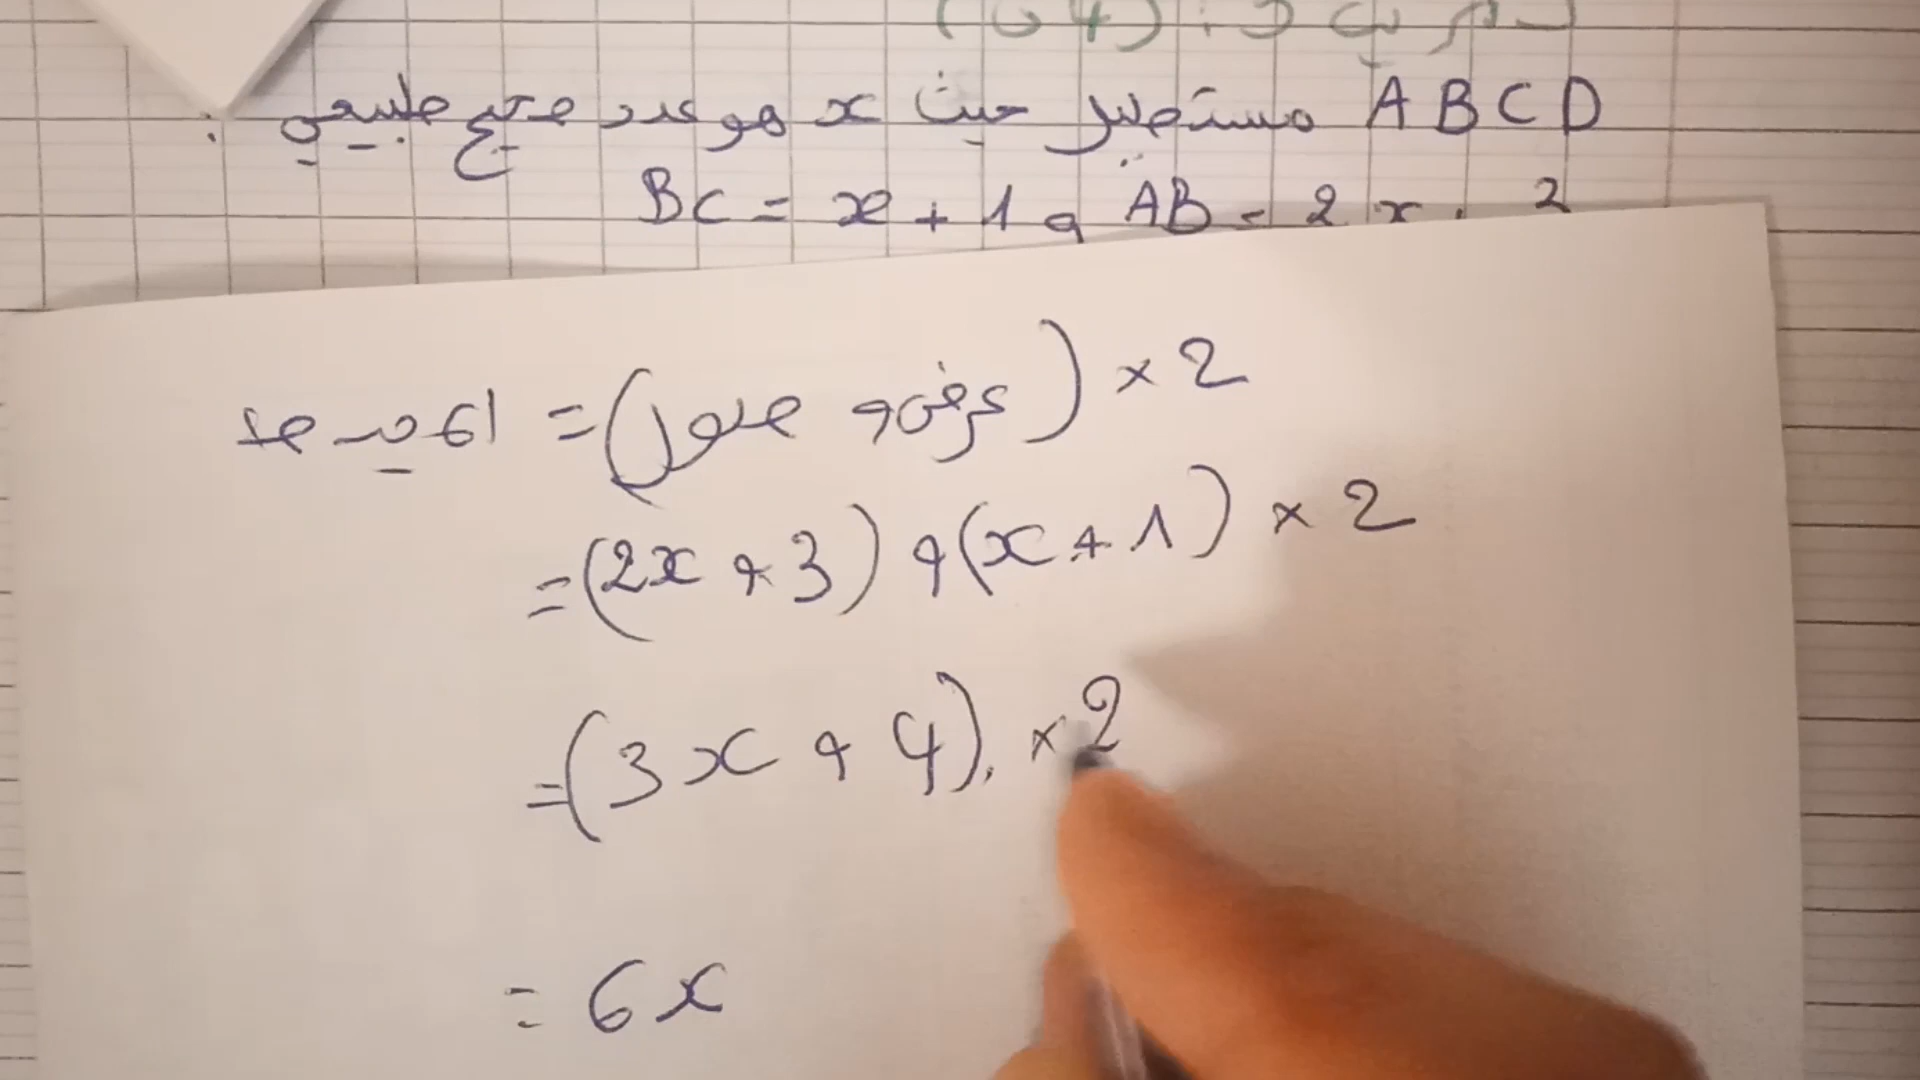 ABCD مستطيل حيث x هو عدد صحيح طبيعي :
AB = 2x + 3 و BC = x + 1
المحيط = (طول و عرض) × 2
= (2x + 3) + (x + 1) × 2
= (3x + 4) . × 2
= 6x